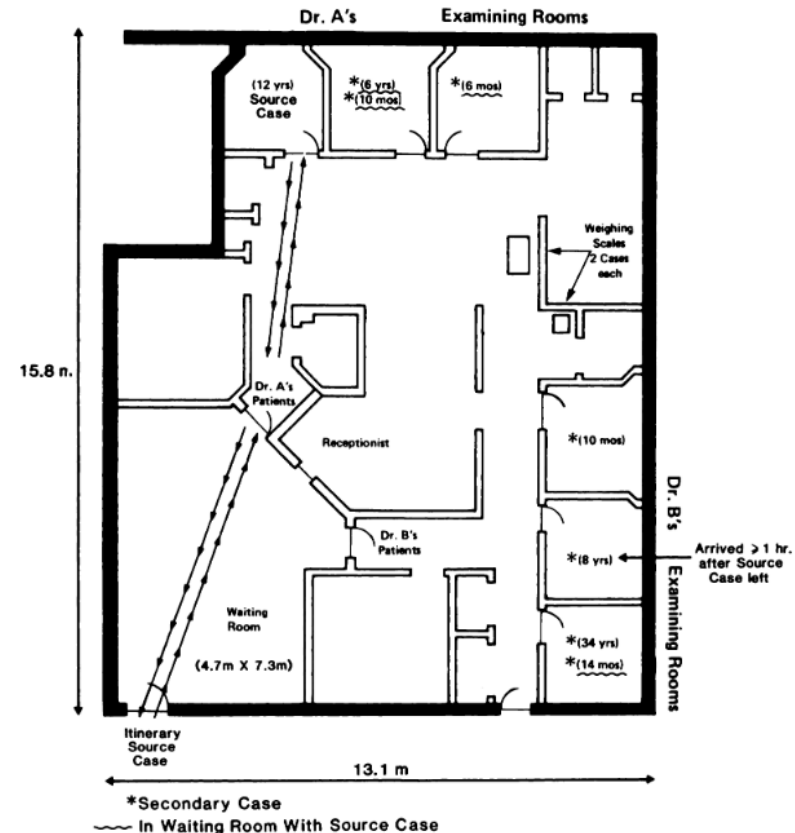 Dr. A's Examining Rooms
(12 yrs)
Source
Case
*(6 yrs)
*(10 mos)
*(6 mos)
Weighing
Scales
2 Cases
each
15.8 n.
Dr. A's
Patients
Receptionist
*(10 mos)
Dr. B's
Patients
Dr. B's Examining Rooms
*(8 yrs)
Arrived ⩾ 1 hr.
after Source
Case left
Waiting
Room
(4.7m X 7.3m)
*(34 yrs)
*(14 mos)
Itinerary
Source
Case
13.1 m
*Secondary Case
In Waiting Room With Source Case